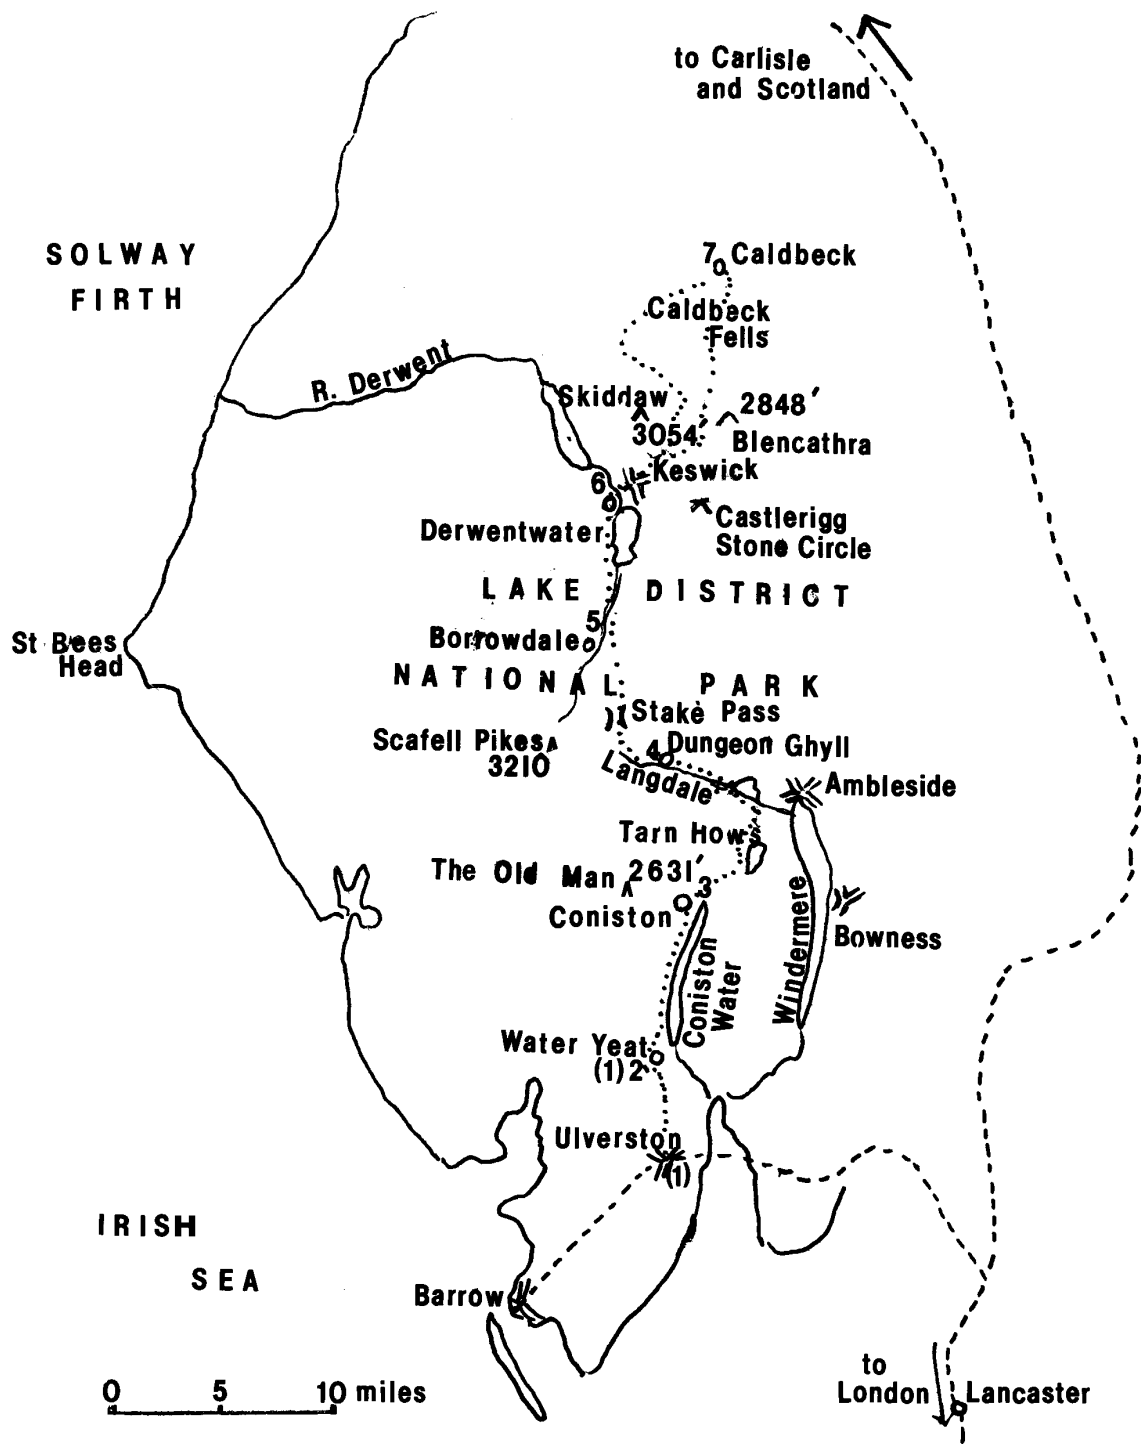 to Carlisle
and Scotland
SOLWAY
FIRTH
7 Caldbeck
Caldbeck
Fells
R. Derwent
Skiddaw
3054′
2848′
Blencathra
Keswick
6
Castlerigg
Stone Circle
Derwentwater
LAKE DISTRICT
5
Borrowdale
St Bees
Head
NATIONAL PARK
Stake Pass
Scafell Pikes
3210
4 Dungeon Ghyll
Langdale
Ambleside
Tarn Hows
The Old Man 2631′
3
Coniston
Windermere
Bowness
Coniston
Water
Water Yeat
(1) 2
Ulverston
(1)
IRISH
SEA
Barrow
0 5 10 miles
to
London
Lancaster